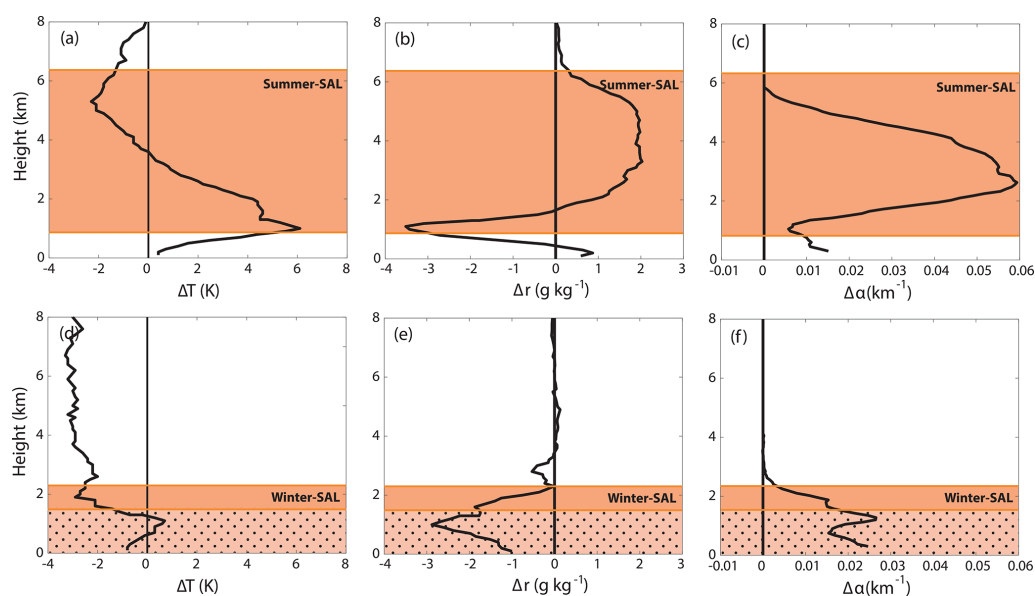 (a)
Summer-SAL
Height (km)
8
6
4
2
0
-4 -2 0 2 4 6 8
ΔT (K)
(b)
Summer-SAL
8
6
4
2
0
-4 -3 -2 -1 0 1 2 3
Δr (g kg⁻¹)
(c)
Summer-SAL
8
6
4
2
0
-0.01 0 0.01 0.02 0.03 0.04 0.05 0.06
Δα(km⁻¹)
(d)
Winter-SAL
Height (km)
8
6
4
2
0
-4 -2 0 2 4 6 8
ΔT (K)
(e)
Winter-SAL
8
6
4
2
0
-4 -3 -2 -1 0 1 2 3 4
Δr (g kg⁻¹)
(f)
Winter-SAL
8
6
4
2
0
-0.01 0 0.01 0.02 0.03 0.04 0.05 0.06
Δα(km⁻¹)